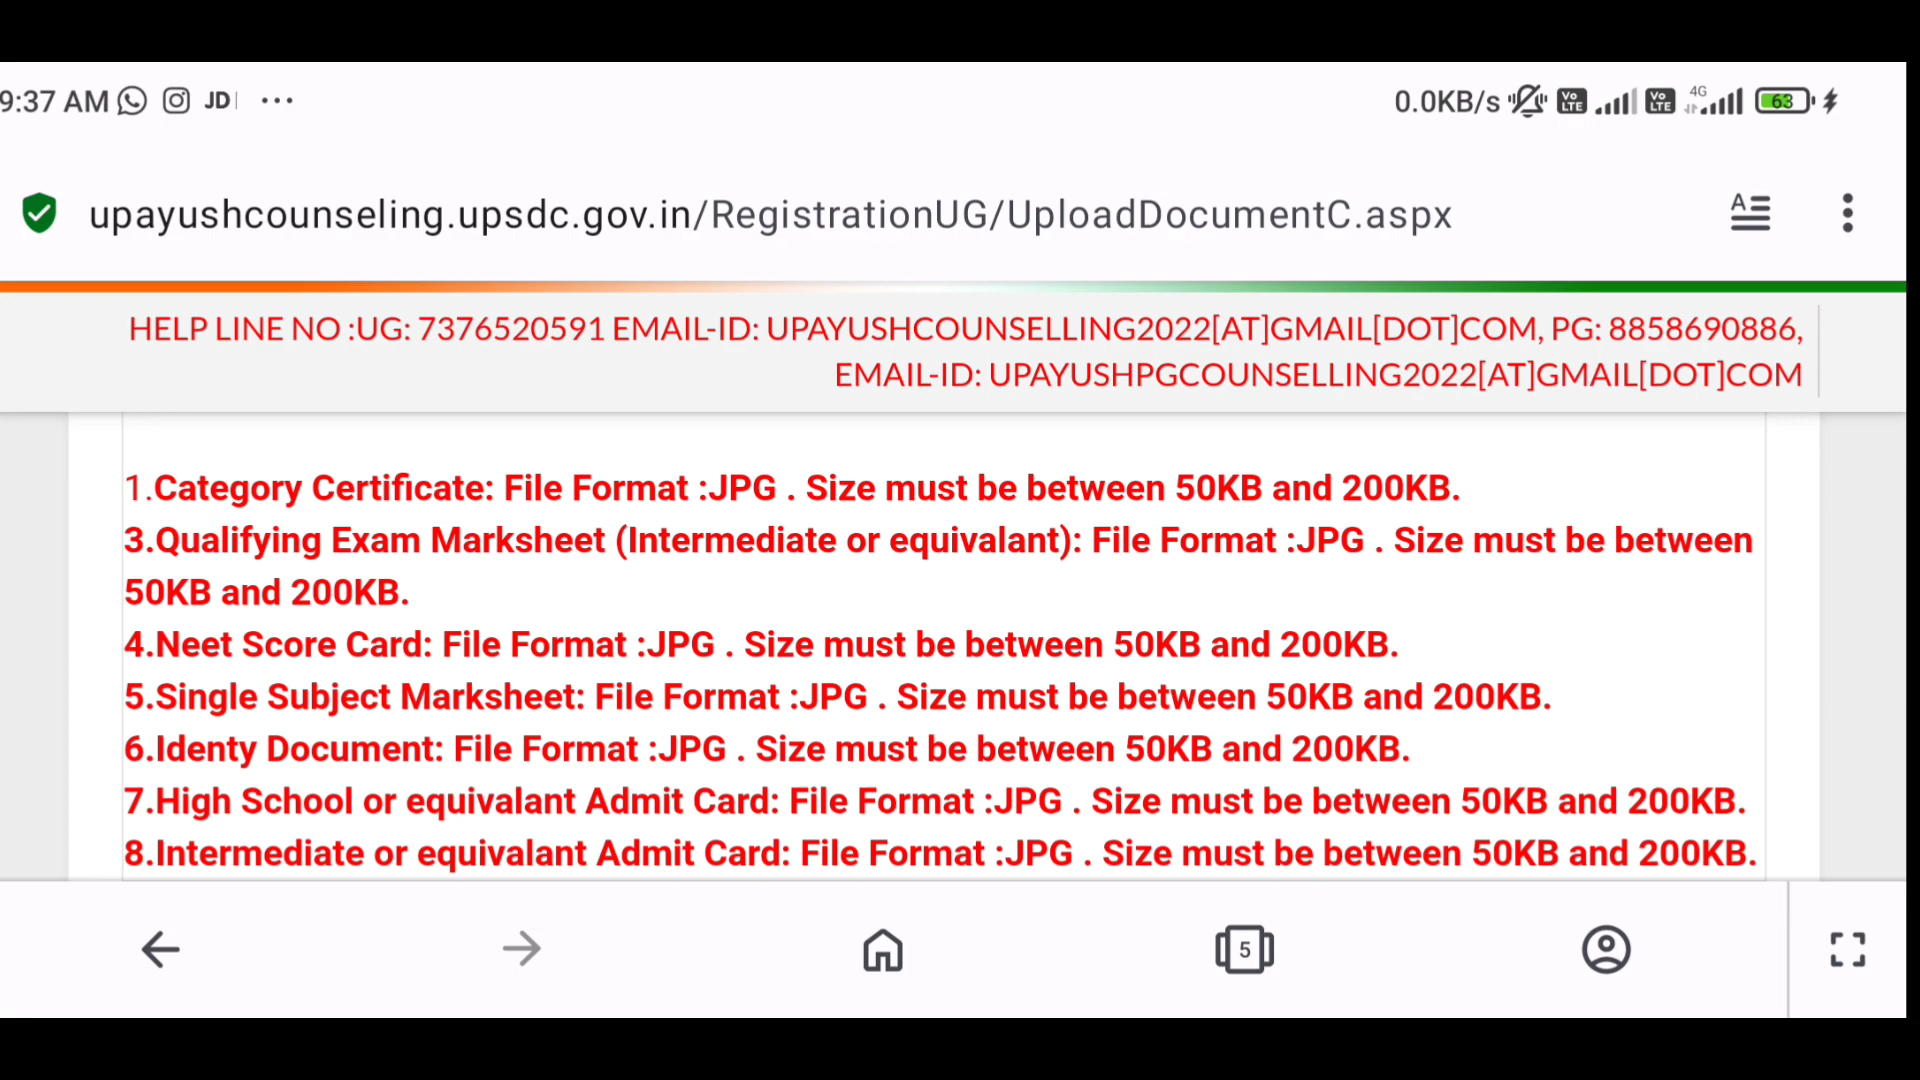 9:37 AM JD ... 0.0KB/s Vo LTE Vo LTE 4G 63
upayushcounseling.upsdc.gov.in/RegistrationUG/UploadDocumentC.aspx A
HELP LINE NO :UG: 7376520591 EMAIL-ID: UPAYUSHCOUNSELLING2022[AT]GMAIL[DOT]COM, PG: 8858690886,
EMAIL-ID: UPAYUSHPGCOUNSELLING2022[AT]GMAIL[DOT]COM
1.Category Certificate: File Format :JPG . Size must be between 50KB and 200KB.
3.Qualifying Exam Marksheet (Intermediate or equivalant): File Format :JPG . Size must be between
50KB and 200KB.
4.Neet Score Card: File Format :JPG . Size must be between 50KB and 200KB.
5.Single Subject Marksheet: File Format :JPG . Size must be between 50KB and 200KB.
6.Identy Document: File Format :JPG . Size must be between 50KB and 200KB.
7.High School or equivalant Admit Card: File Format :JPG . Size must be between 50KB and 200KB.
8.Intermediate or equivalant Admit Card: File Format :JPG . Size must be between 50KB and 200KB.
5